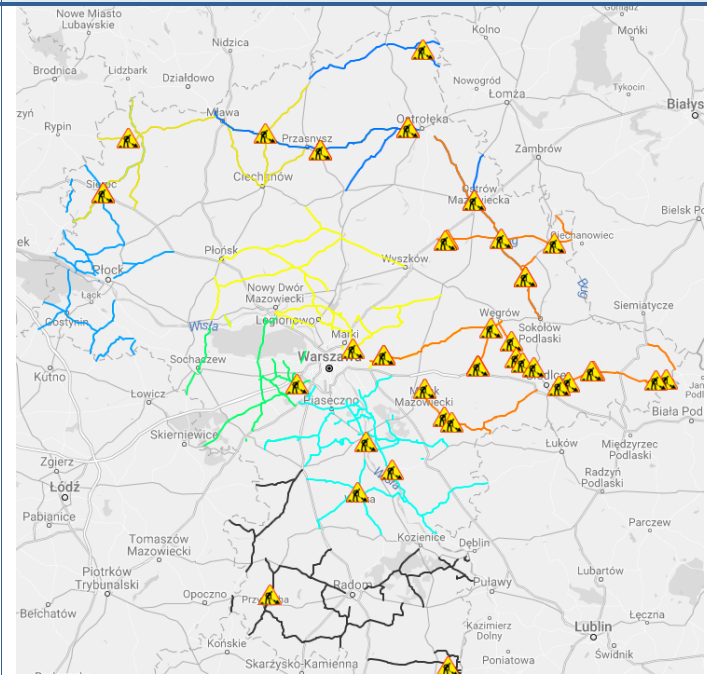 Nowe Miasto
Lubawskie
Kolno
Mońki
Nidzica
Brodnica
Lidzbark
Działdowo
Nowogród
Łomża
Tykocin
Rypin
Mława
Przasnysz
Ostrołęka
Zambrów
Ciechanów
Ostrów
Mazowiecka
Bielsk Po
Ciechanowiec
Płońsk
Wyszków
Płock
Łąck
Nowy Dwór
Mazowiecki
Bug
Siemiatycze
Gostynin
Wisła
Legionowo
Węgrów
Sokołów
Podlaski
Marki
Sochaczew
Warszawa
Kutno
Łowicz
Piaseczno
Mazowiecki
Biała Pod
Skierniewice
Łuków
Międzyrzec
Podlaski
Zgierz
Łódź
Radzyń
Podlaski
Pabianice
Parczew
Tomaszów
Mazowiecki
Kozienice
Dęblin
Piotrków
Trybunalski
Opoczno
Radom
Puławy
Lubartów
Bełchatów
Łęczna
Kazimierz
Dolny
Lublin
Końskie
Świdnik
Skarżysko-Kamienna
Poniatowa